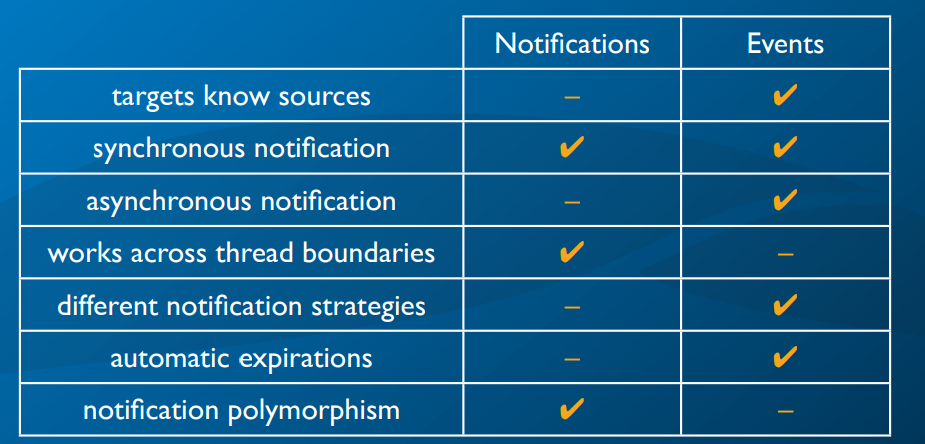 Notifications Events
targets know sources – ✔
synchronous notification ✔ ✔
asynchronous notification – ✔
works across thread boundaries ✔ –
different notification strategies – ✔
automatic expirations – ✔
notification polymorphism ✔ –